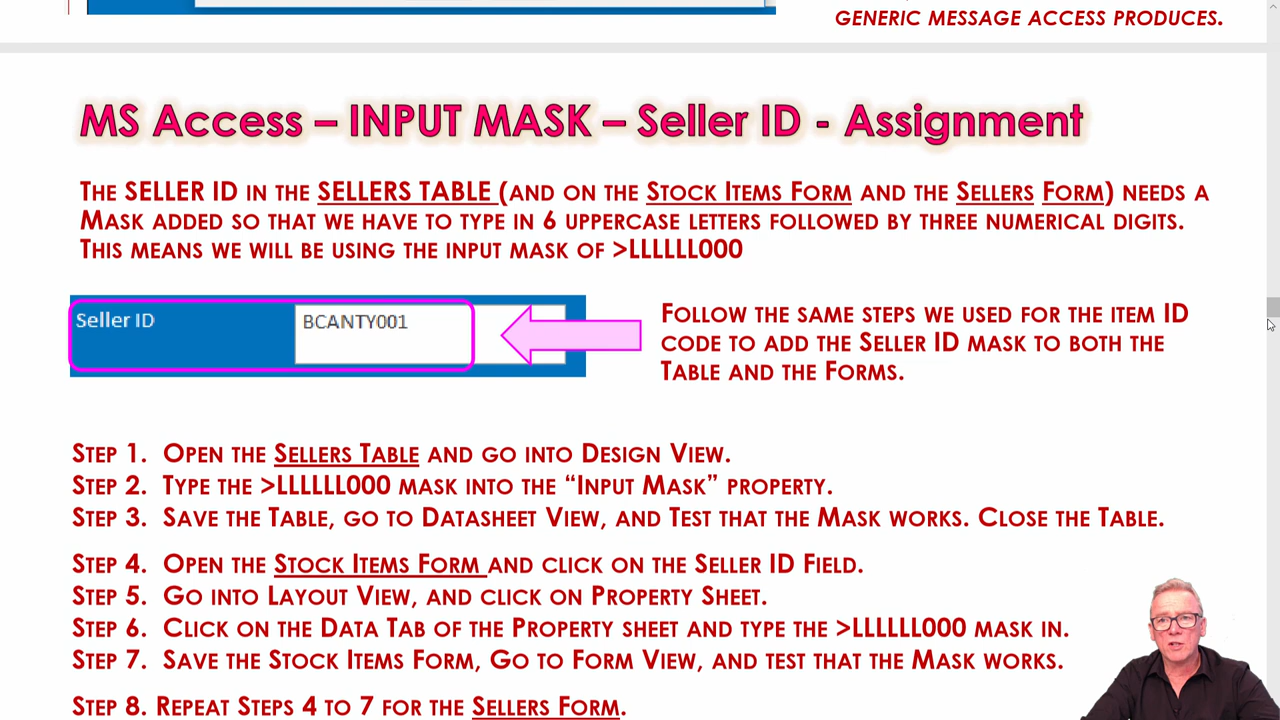 GENERIC MESSAGE ACCESS PRODUCES.
MS Access – INPUT MASK – Seller ID - Assignment
THE SELLER ID IN THE SELLERS TABLE (AND ON THE STOCK ITEMS FORM AND THE SELLERS FORM) NEEDS A
MASK ADDED SO THAT WE HAVE TO TYPE IN 6 UPPERCASE LETTERS FOLLOWED BY THREE NUMERICAL DIGITS.
THIS MEANS WE WILL BE USING THE INPUT MASK OF >LLLLLL000
Seller ID BCANTY001
FOLLOW THE SAME STEPS WE USED FOR THE ITEM ID
CODE TO ADD THE SELLER ID MASK TO BOTH THE
TABLE AND THE FORMS.
STEP 1. OPEN THE SELLERS TABLE AND GO INTO DESIGN VIEW.
STEP 2. TYPE THE >LLLLLL000 MASK INTO THE “INPUT MASK” PROPERTY.
STEP 3. SAVE THE TABLE, GO TO DATASHEET VIEW, AND TEST THAT THE MASK WORKS. CLOSE THE TABLE.
STEP 4. OPEN THE STOCK ITEMS FORM AND CLICK ON THE SELLER ID FIELD.
STEP 5. GO INTO LAYOUT VIEW, AND CLICK ON PROPERTY SHEET.
STEP 6. CLICK ON THE DATA TAB OF THE PROPERTY SHEET AND TYPE THE >LLLLLL000 MASK IN.
STEP 7. SAVE THE STOCK ITEMS FORM, GO TO FORM VIEW, AND TEST THAT THE MASK WORKS.
STEP 8. REPEAT STEPS 4 TO 7 FOR THE SELLERS FORM.